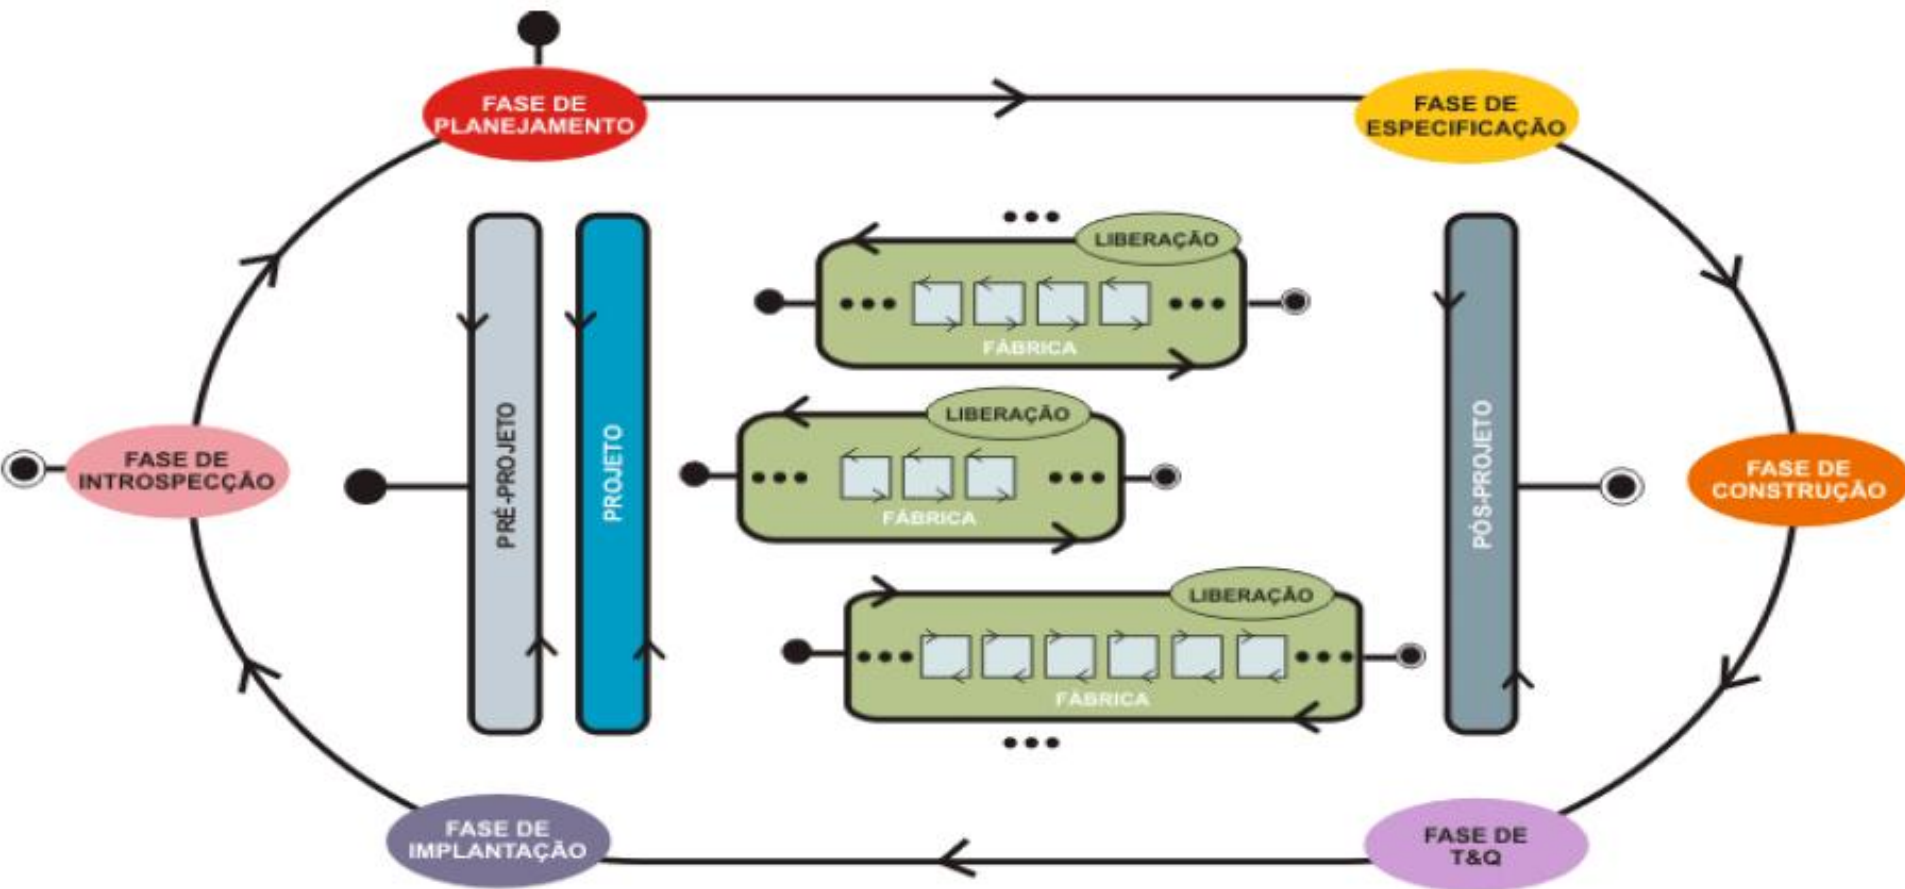 FASE DE
PLANEJAMENTO
FASE DE
ESPECIFICAÇÃO
LIBERAÇÃO
FÁBRICA
LIBERAÇÃO
FÁBRICA
LIBERAÇÃO
FÁBRICA
PRÉ-PROJETO
PROJETO
PÓS-PROJETO
FASE DE
INTROSPECÇÃO
FASE DE
CONSTRUÇÃO
FASE DE
IMPLANTAÇÃO
FASE DE
T&Q